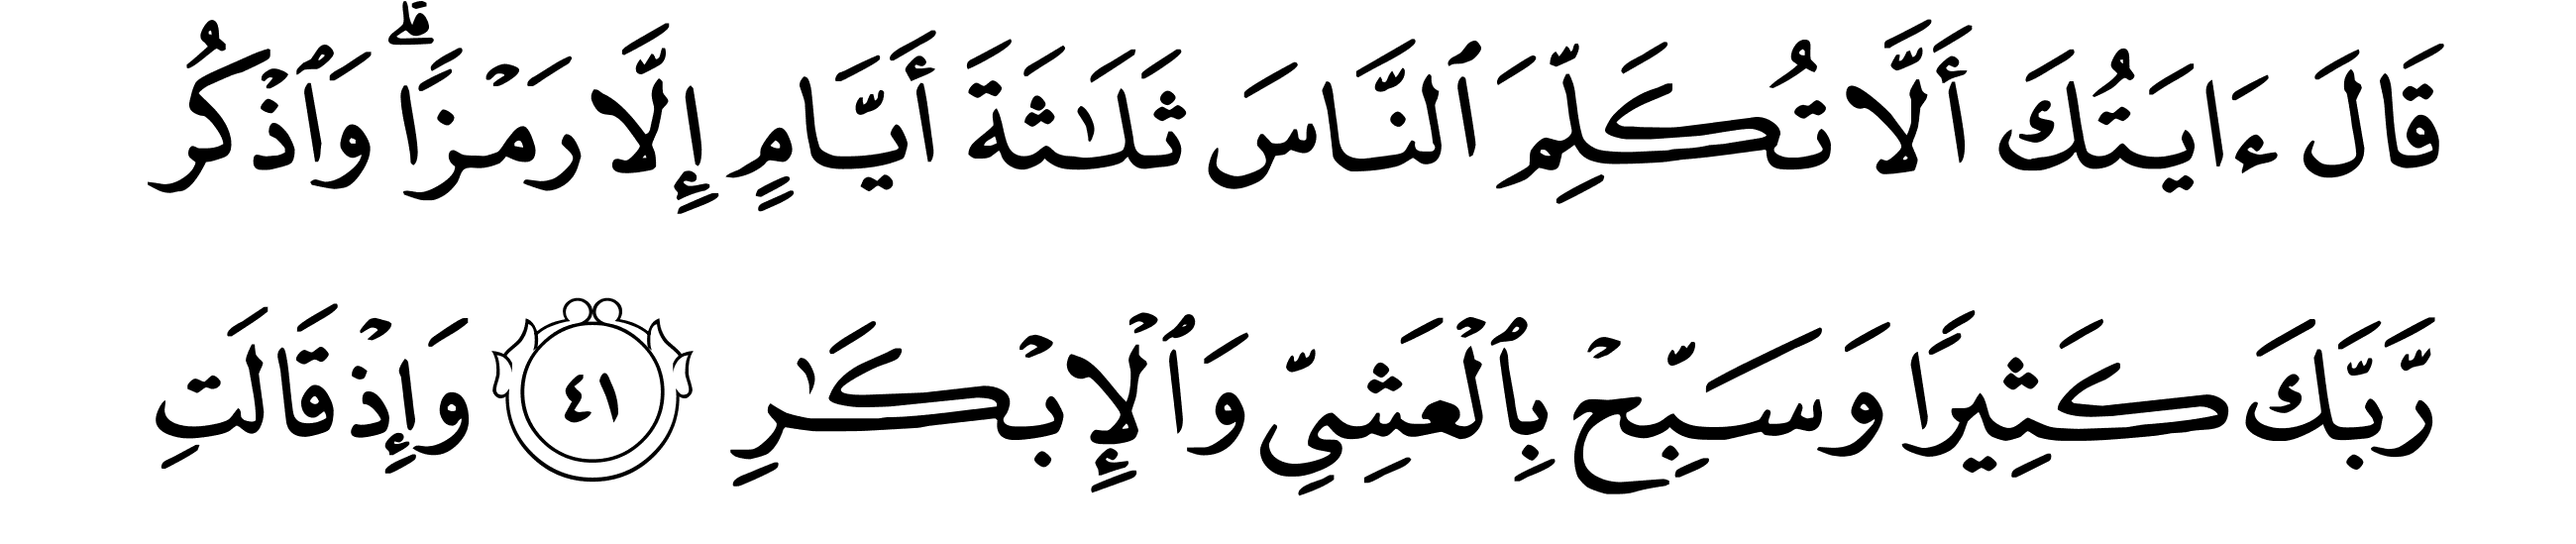 قَالَ ءَايَتُكَ أَلَّا تُكَلِّمَ ٱلنَّاسَ ثَلَٰثَةَ أَيَّامٍ إِلَّا رَمۡزٗاۗ وَٱذۡكُر
رَّبَّكَ كَثِيرٗا وَسَبِّحۡ بِٱلۡعَشِيِّ وَٱلۡإِبۡكَٰرِ ٤١ وَإِذۡ قَالَتِ